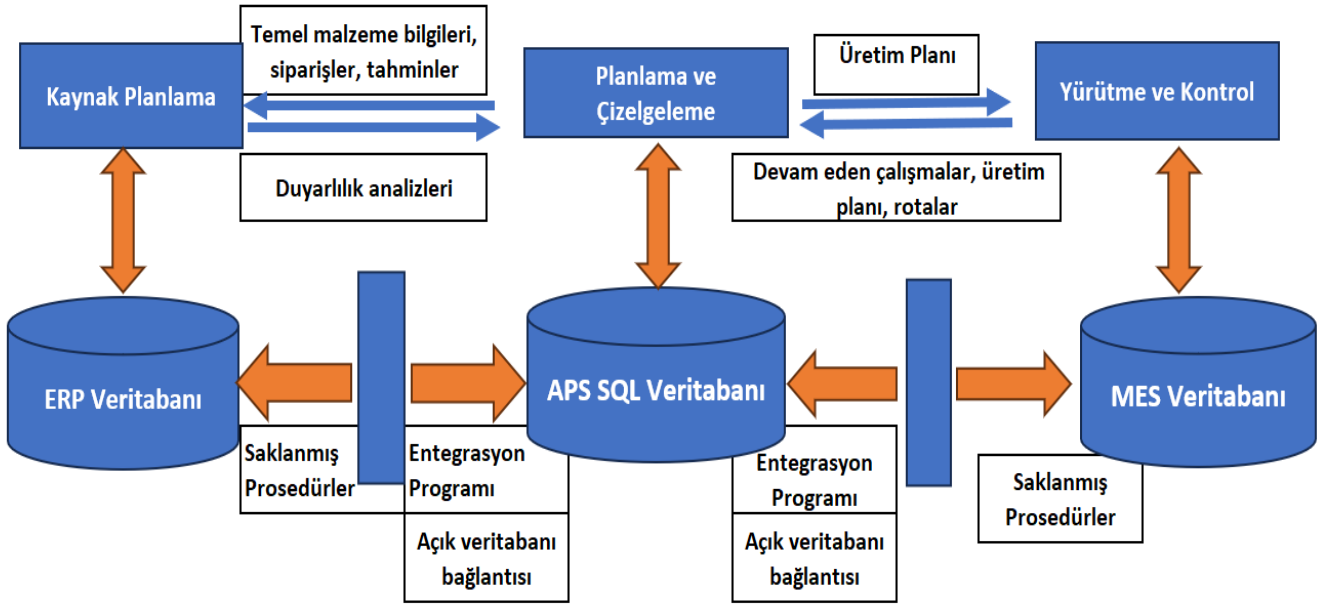 Temel malzeme bilgileri,
siparişler, tahminler
Üretim Planı
Kaynak Planlama
Planlama ve
Çizelgeleme
Yürütme ve Kontrol
Duyarlılık analizleri
Devam eden çalışmalar, üretim
planı, rotalar
ERP Veritabanı
APS SQL Veritabanı
MES Veritabanı
Saklanmış
Prosedürler
Entegrasyon
Programı
Açık veritabanı
bağlantısı
Entegrasyon
Programı
Açık veritabanı
bağlantısı
Saklanmış
Prosedürler